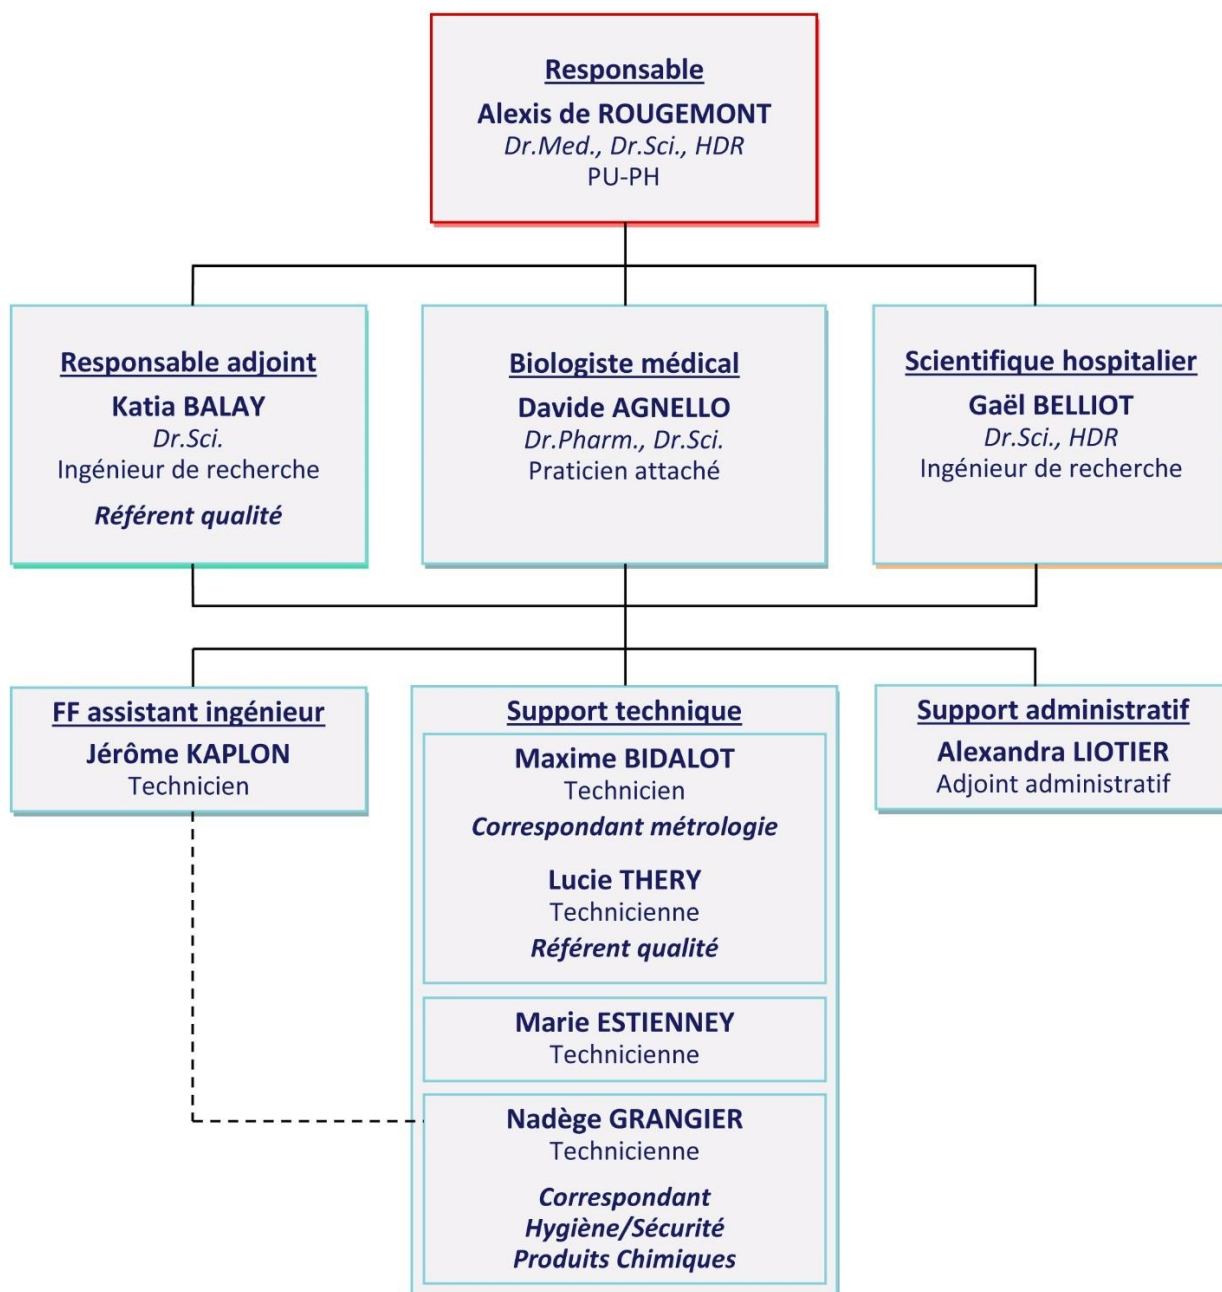 Responsable
Alexis de ROUGEMONT
Dr.Med., Dr.Sci., HDR
PU-PH
Responsable adjoint
Katia BALAY
Dr.Sci.
Ingénieur de recherche
Référent qualité
Biologiste médical
Davide AGNELLO
Dr.Pharm., Dr.Sci.
Praticien attaché
Scientifique hospitalier
Gaël BELLIOT
Dr.Sci., HDR
Ingénieur de recherche
FF assistant ingénieur
Jérôme KAPLON
Technicien
Support technique
Maxime BIDALOT
Technicien
Correspondant métrologie
Lucie THERY
Technicienne
Référent qualité
Marie ESTIENNEY
Technicienne
Nadège GRANGIER
Technicienne
Correspondant
Hygiène/Sécurité
Produits Chimiques
Support administratif
Alexandra LIOTIER
Adjoint administratif